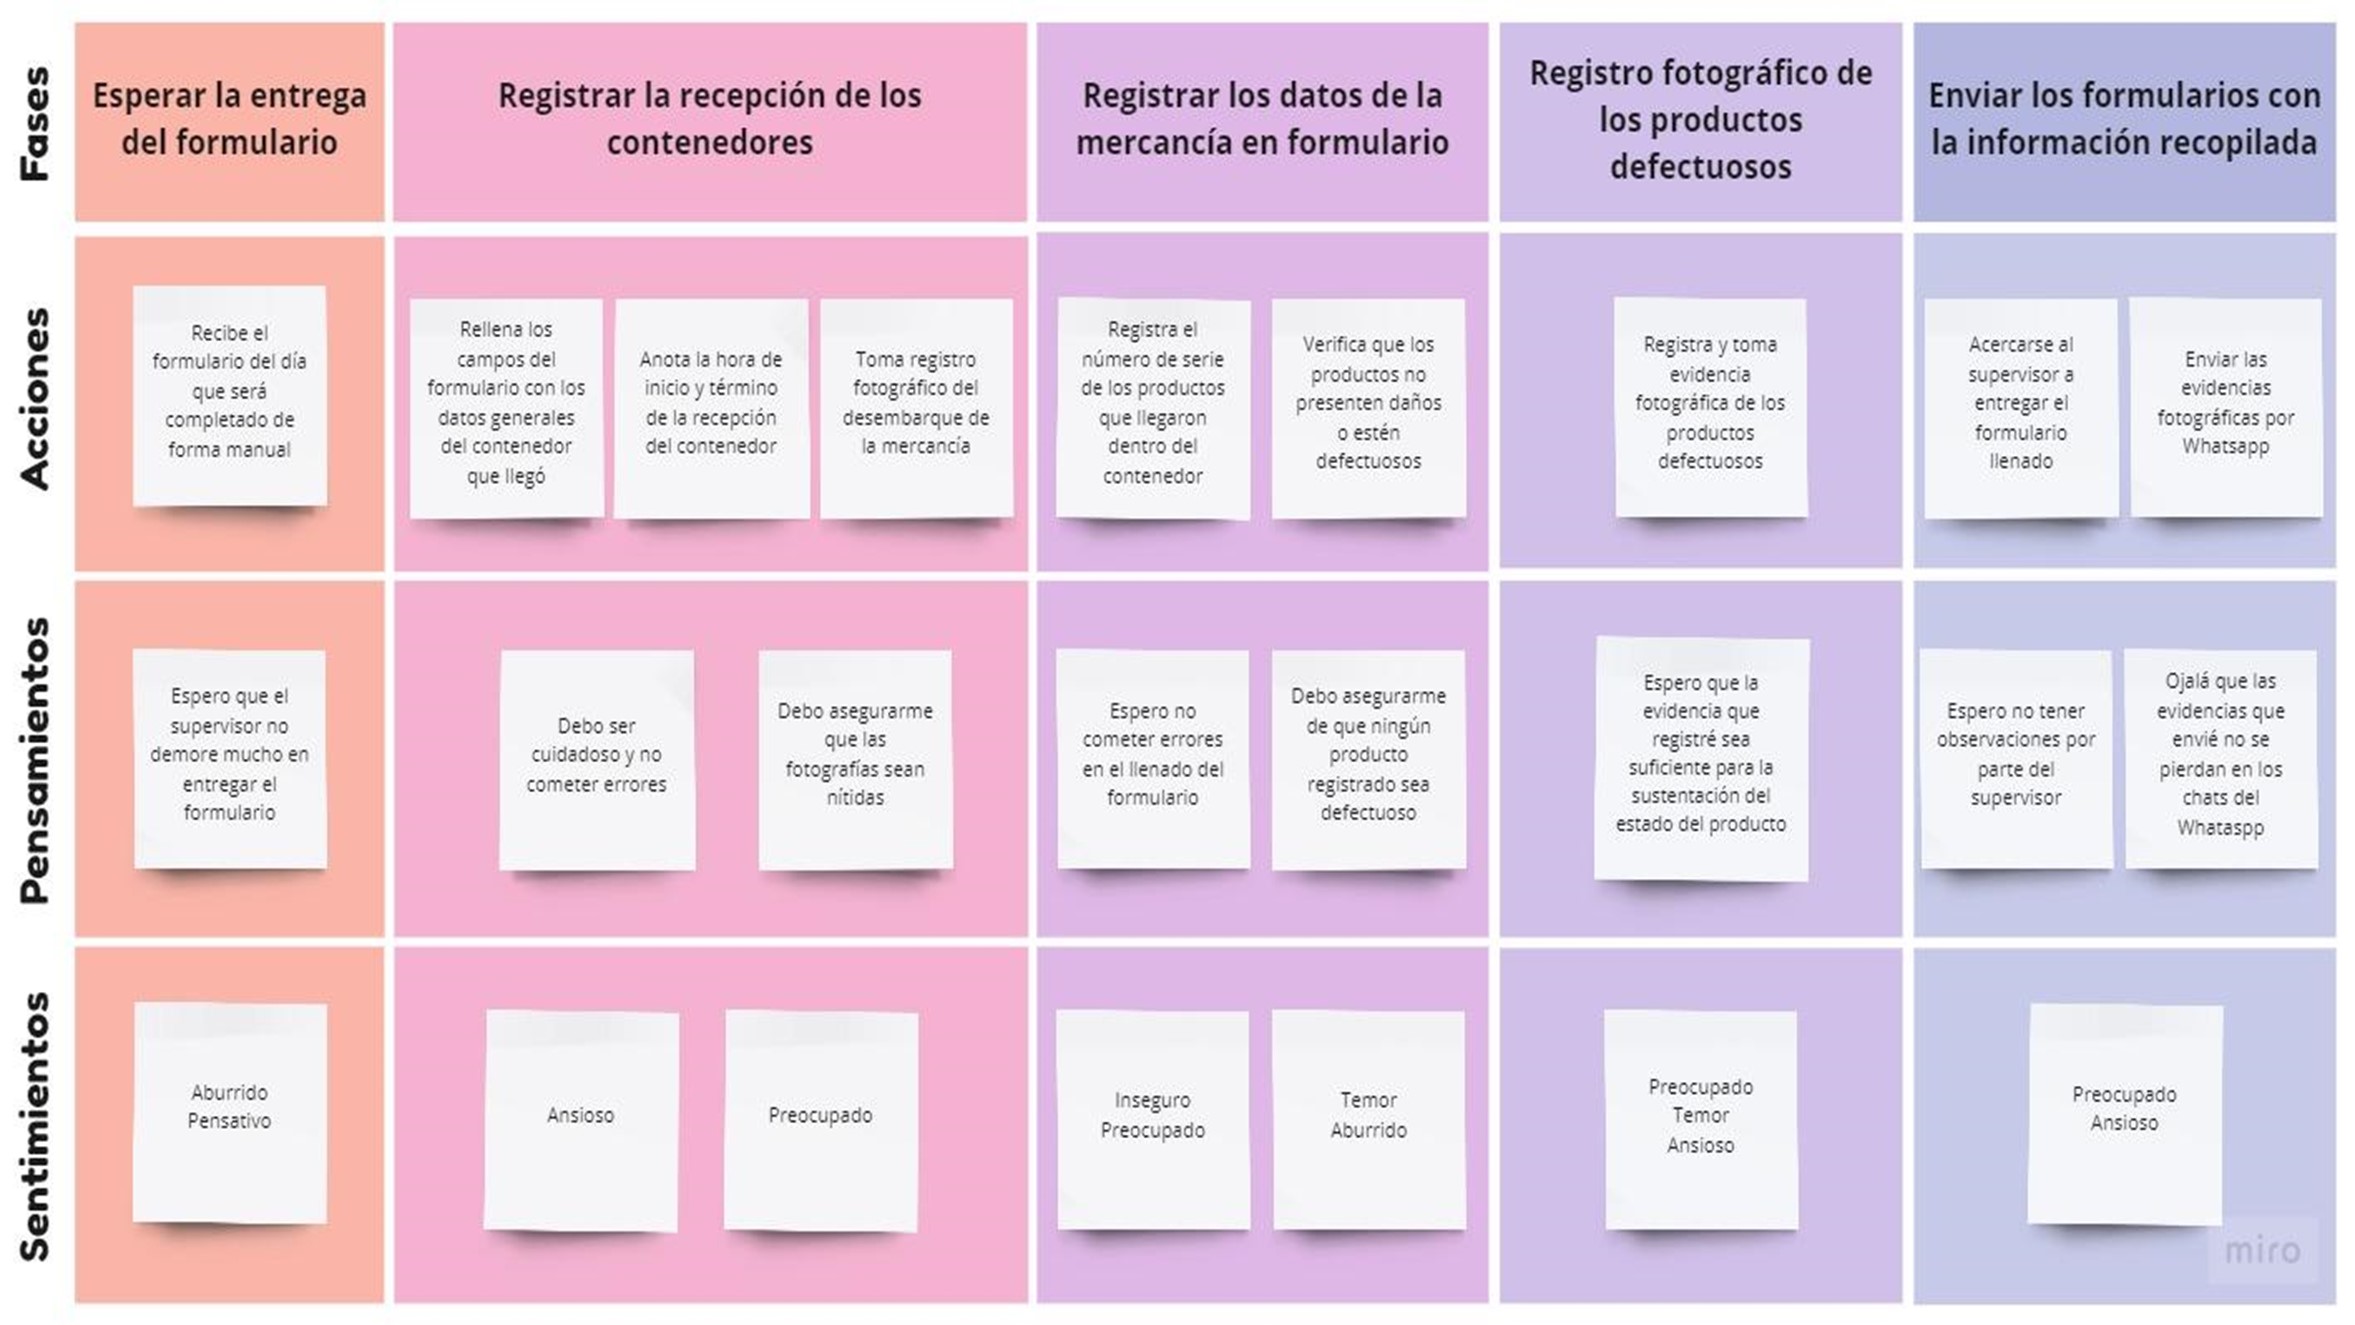 Fases
Esperar la entrega
del formulario
Registrar la recepción de los
contenedores
Registrar los datos de la
mercancía en formulario
Registro fotográfico de
los productos
defectuosos
Enviar los formularios con
la información recopilada
Acciones
Recibe el
formulario del día
que será
completado de
forma manual
Rellena los
campos del
formulario con los
datos generales
del contenedor
que llegó
Anota la hora de
inicio y término
de la recepción
del contenedor
Toma registro
fotográfico del
desembarque de
la mercancía
Registra el
número de serie
de los productos
que llegaron
dentro del
contenedor
Verifica que los
productos no
presenten daños
o estén
defectuosos
Registra y toma
evidencia
fotográfica de los
productos
defectuosos
Acercarse al
supervisor a
entregar el
formulario
llenado
Enviar las
evidencias
fotográficas por
Whatsapp
Pensamientos
Espero que el
supervisor no
demore mucho en
entregar el
formulario
Debo ser
cuidadoso y no
cometer errores
Debo asegurarme
que las
fotografías sean
nítidas
Espero no
cometer errores
en el llenado del
formulario
Debo asegurarme
de que ningún
producto
registrado sea
defectuoso
Espero que la
evidencia que
registré sea
suficiente para la
sustentación del
estado del producto
Espero no tener
observaciones por
parte del
supervisor
Ojalá que las
evidencias que
envié no se
pierdan en los
chats del
Whataspp
Sentimientos
Aburrido
Pensativo
Ansioso
Preocupado
Inseguro
Preocupado
Temor
Aburrido
Preocupado
Temor
Ansioso
Preocupado
Ansioso
miro